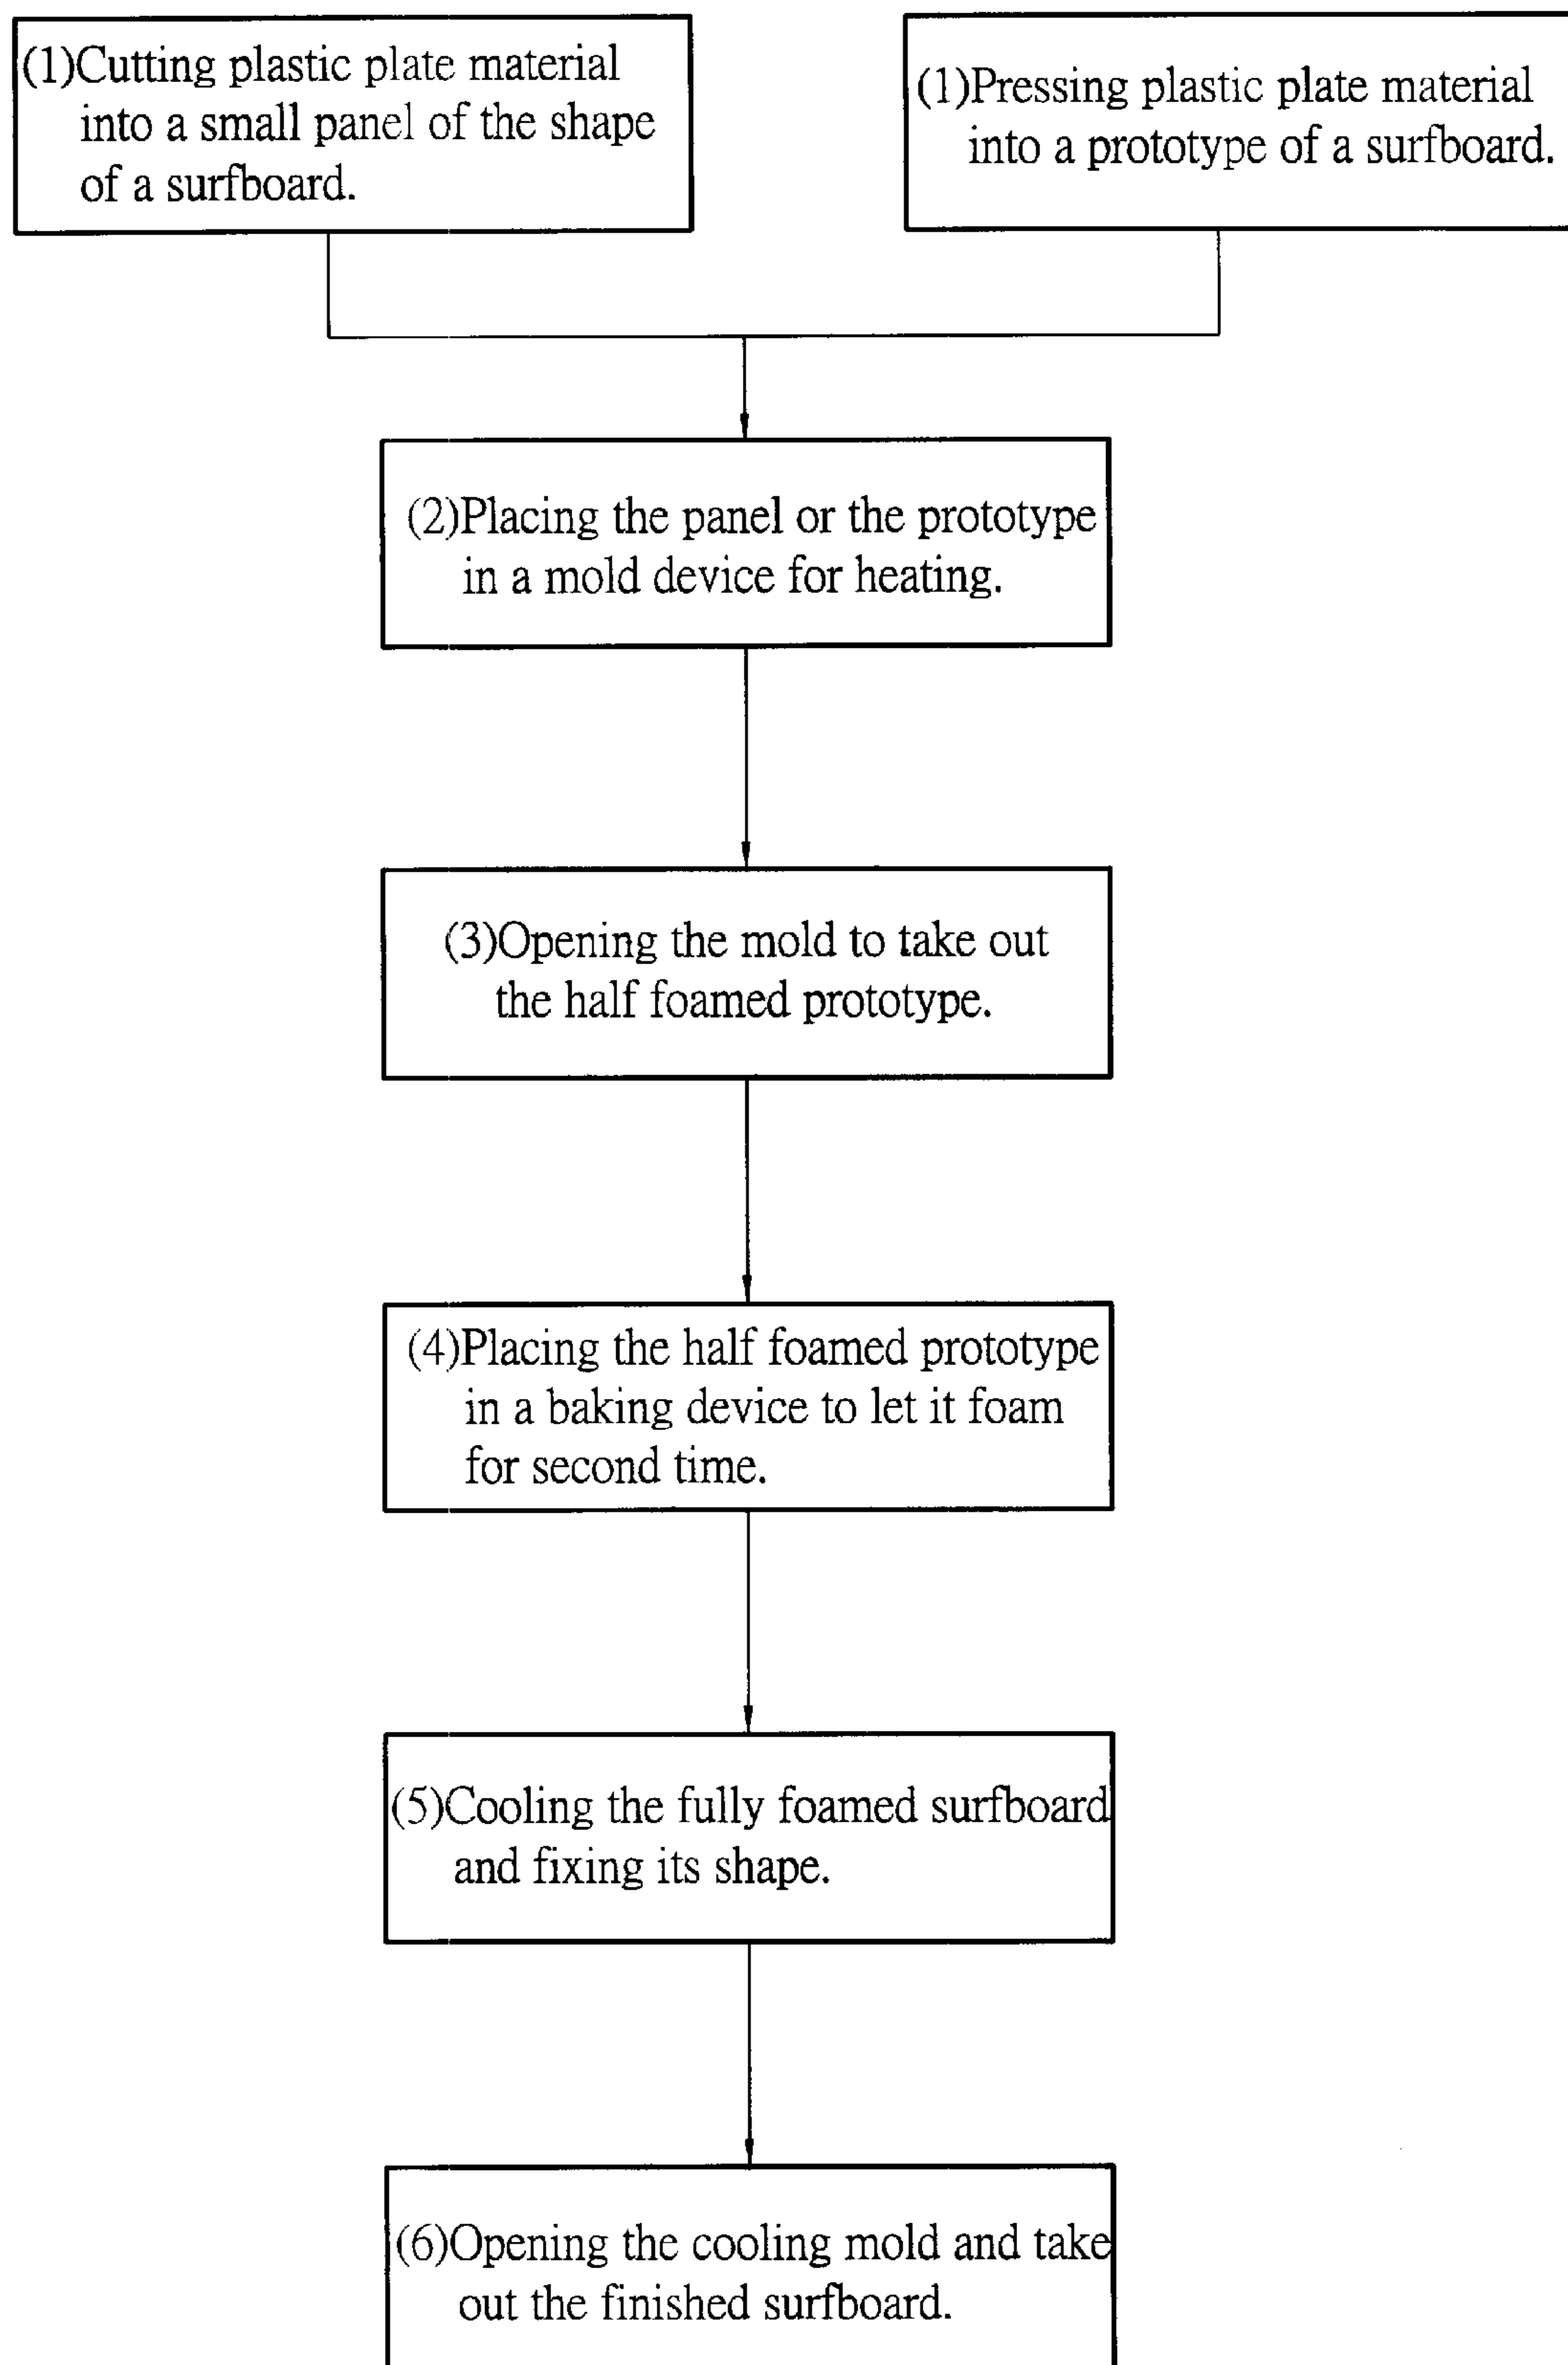 (1)Cutting plastic plate material
into a small panel of the shape
of a surfboard.
(1)Pressing plastic plate material
into a prototype of a surfboard.
(2)Placing the panel or the prototype
in a mold device for heating.
(3)Opening the mold to take out
the half foamed prototype.
(4)Placing the half foamed prototype
in a baking device to let it foam
for second time.
(5)Cooling the fully foamed surfboard
and fixing its shape.
(6)Opening the cooling mold and take
out the finished surfboard.